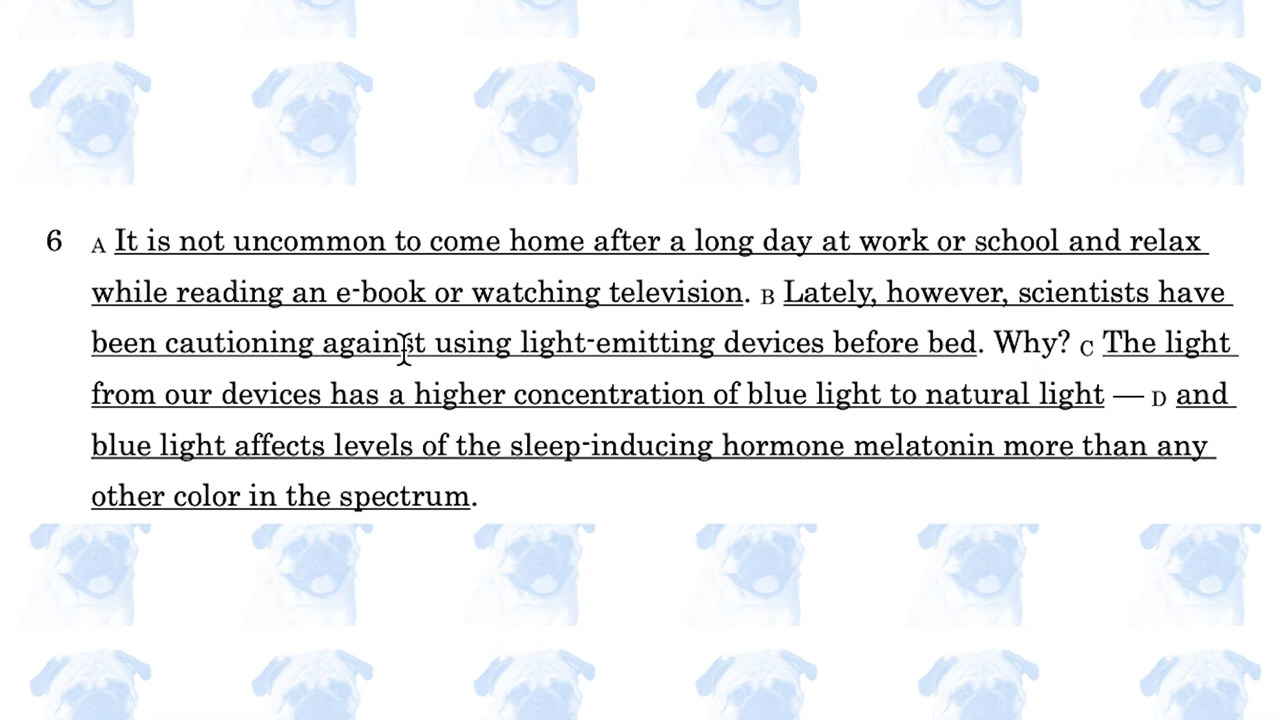 6 A It is not uncommon to come home after a long day at work or school and relax
while reading an e-book or watching television. B Lately, however, scientists have
been cautioning against using light-emitting devices before bed. Why? C The light
from our devices has a higher concentration of blue light to natural light — D and
blue light affects levels of the sleep-inducing hormone melatonin more than any
other color in the spectrum.